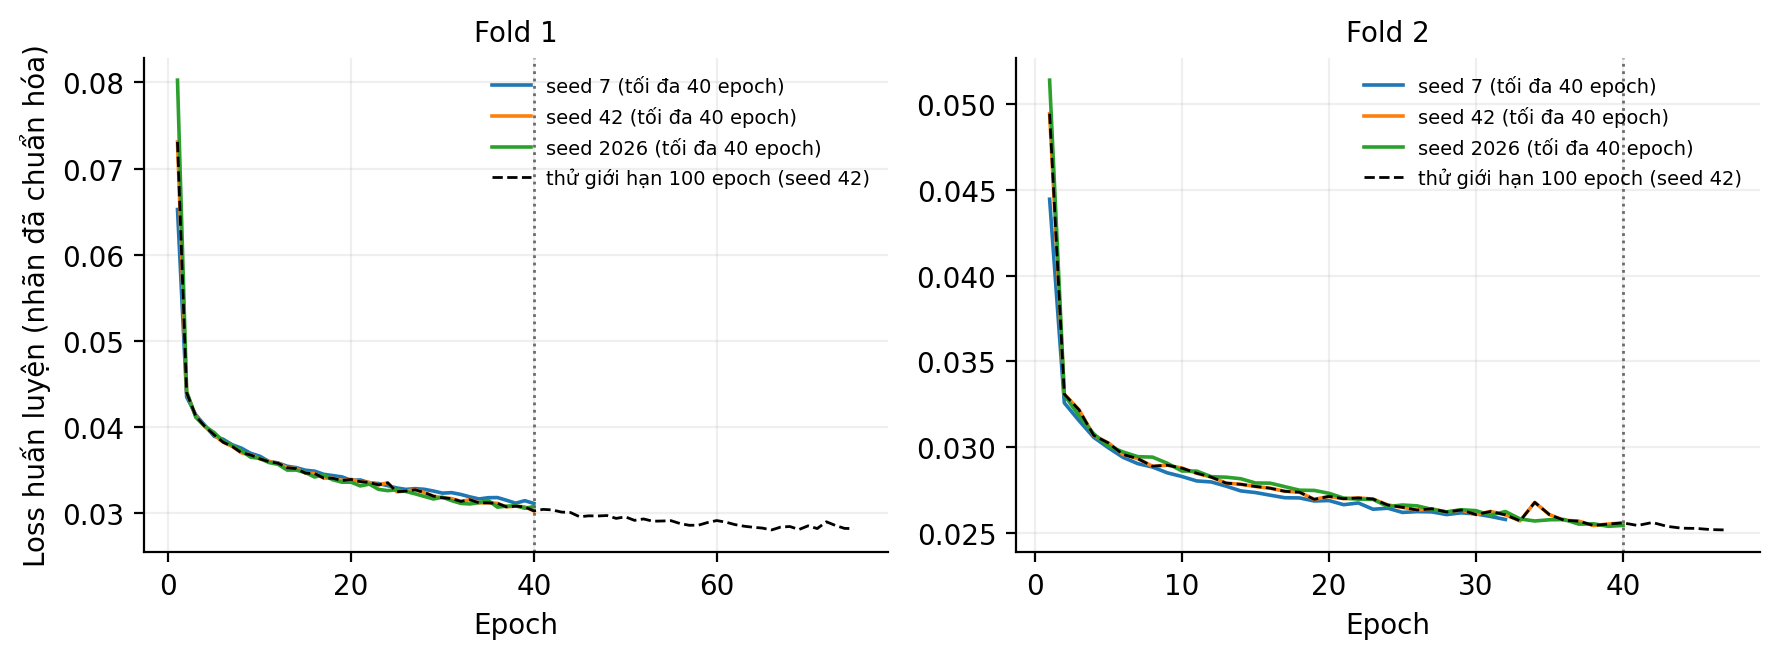 Fold 1
Loss huấn luyện (nhãn đã chuẩn hóa)
0.08
0.07
0.06
0.05
0.04
0.03
seed 7 (tối đa 40 epoch)
seed 42 (tối đa 40 epoch)
seed 2026 (tối đa 40 epoch)
thử giới hạn 100 epoch (seed 42)
0
20
40
60
Epoch
Fold 2
0.050
0.045
0.040
0.035
0.030
0.025
seed 7 (tối đa 40 epoch)
seed 42 (tối đa 40 epoch)
seed 2026 (tối đa 40 epoch)
thử giới hạn 100 epoch (seed 42)
0
10
20
30
40
Epoch